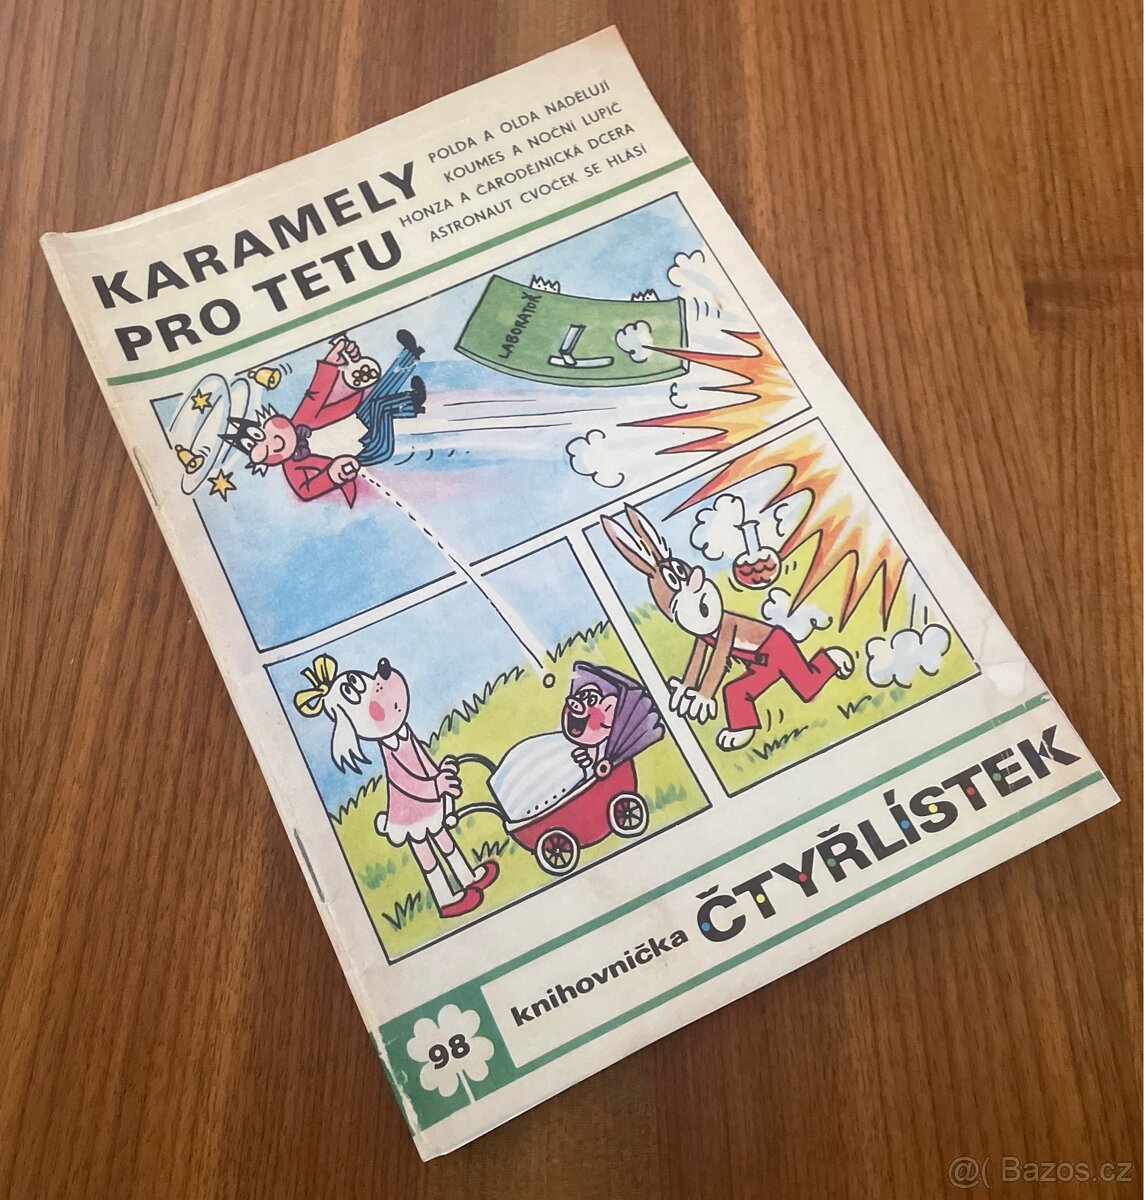 KARAMELY
PRO TETU
POLDA A OLDA NADĚLUJÍ
KOUMES A NOČNÍ LUPIČ
HONZA A ČARODĚJNICKÁ DCERA
ASTRONAUT CVOČEK SE HLÁSÍ
LABORATOŘ
knihovnička ČTYŘLÍSTEK
98
@( Bazos.cz